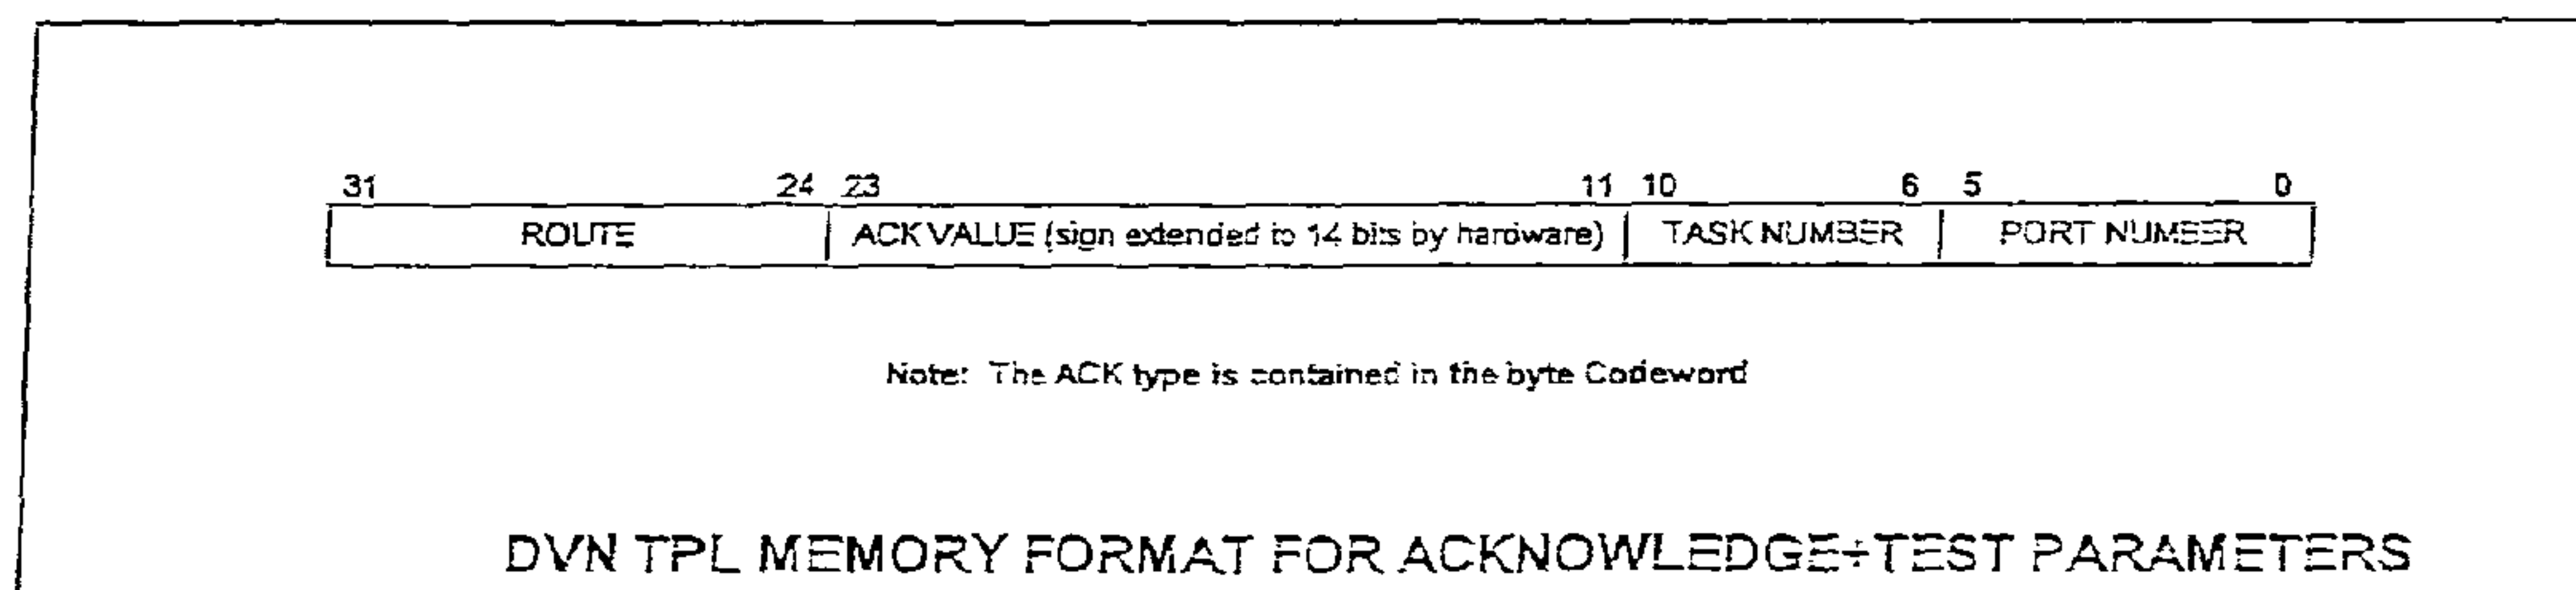 31 24 23 11 10 6 5 0
ROUTE ACK VALUE (sign extended to 14 bits by hardware) TASK NUMBER PORT NUMBER
Note: The ACK type is contained in the byte Codeword
DVN TPL MEMORY FORMAT FOR ACKNOWLEDGE+TEST PARAMETERS